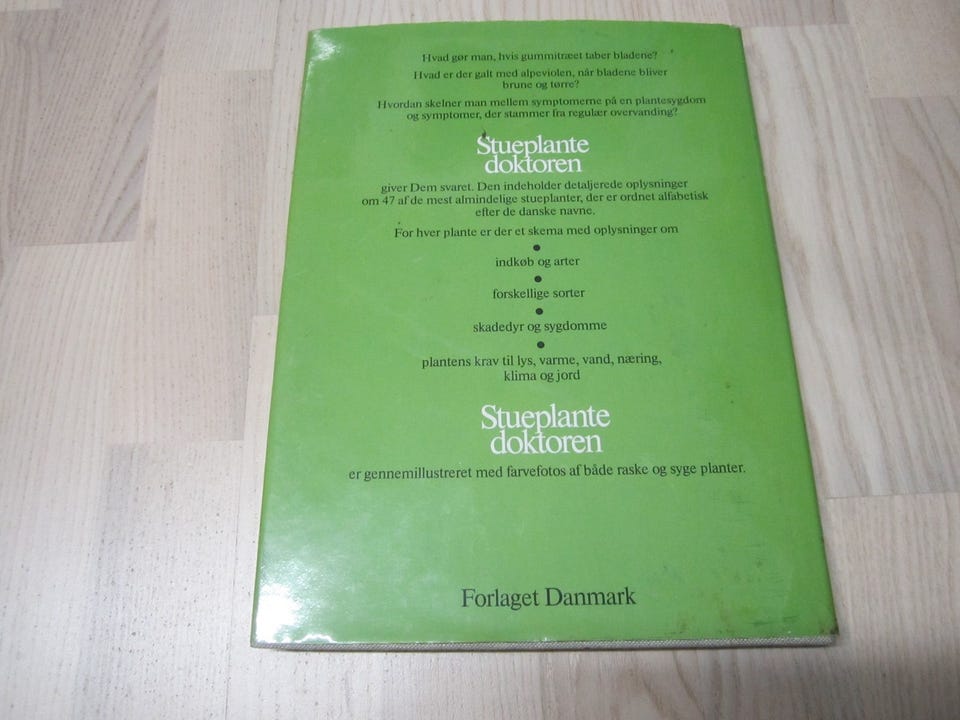 Hvad gør man, hvis gummitræet taber bladene?
Hvad er der galt med alpeviolen, når bladene bliver
brune og tørre?
Hvordan skelner man mellem symptomerne på en plantesygdom
og symptomer, der stammer fra regulær overvanding?
Stueplante
doktoren
giver Dem svaret. Den indeholder detaljerede oplysninger
om 47 af de mest almindelige stueplanter, der er ordnet alfabetisk
efter de danske navne.
For hver plante er der et skema med oplysninger om
•
indkøb og arter
•
forskellige sorter
•
skadedyr og sygdomme
•
plantens krav til lys, varme, vand, næring,
klima og jord
Stueplante
doktoren
er gennemillustreret med farvefotos af både raske og syge planter.
Forlaget Danmark